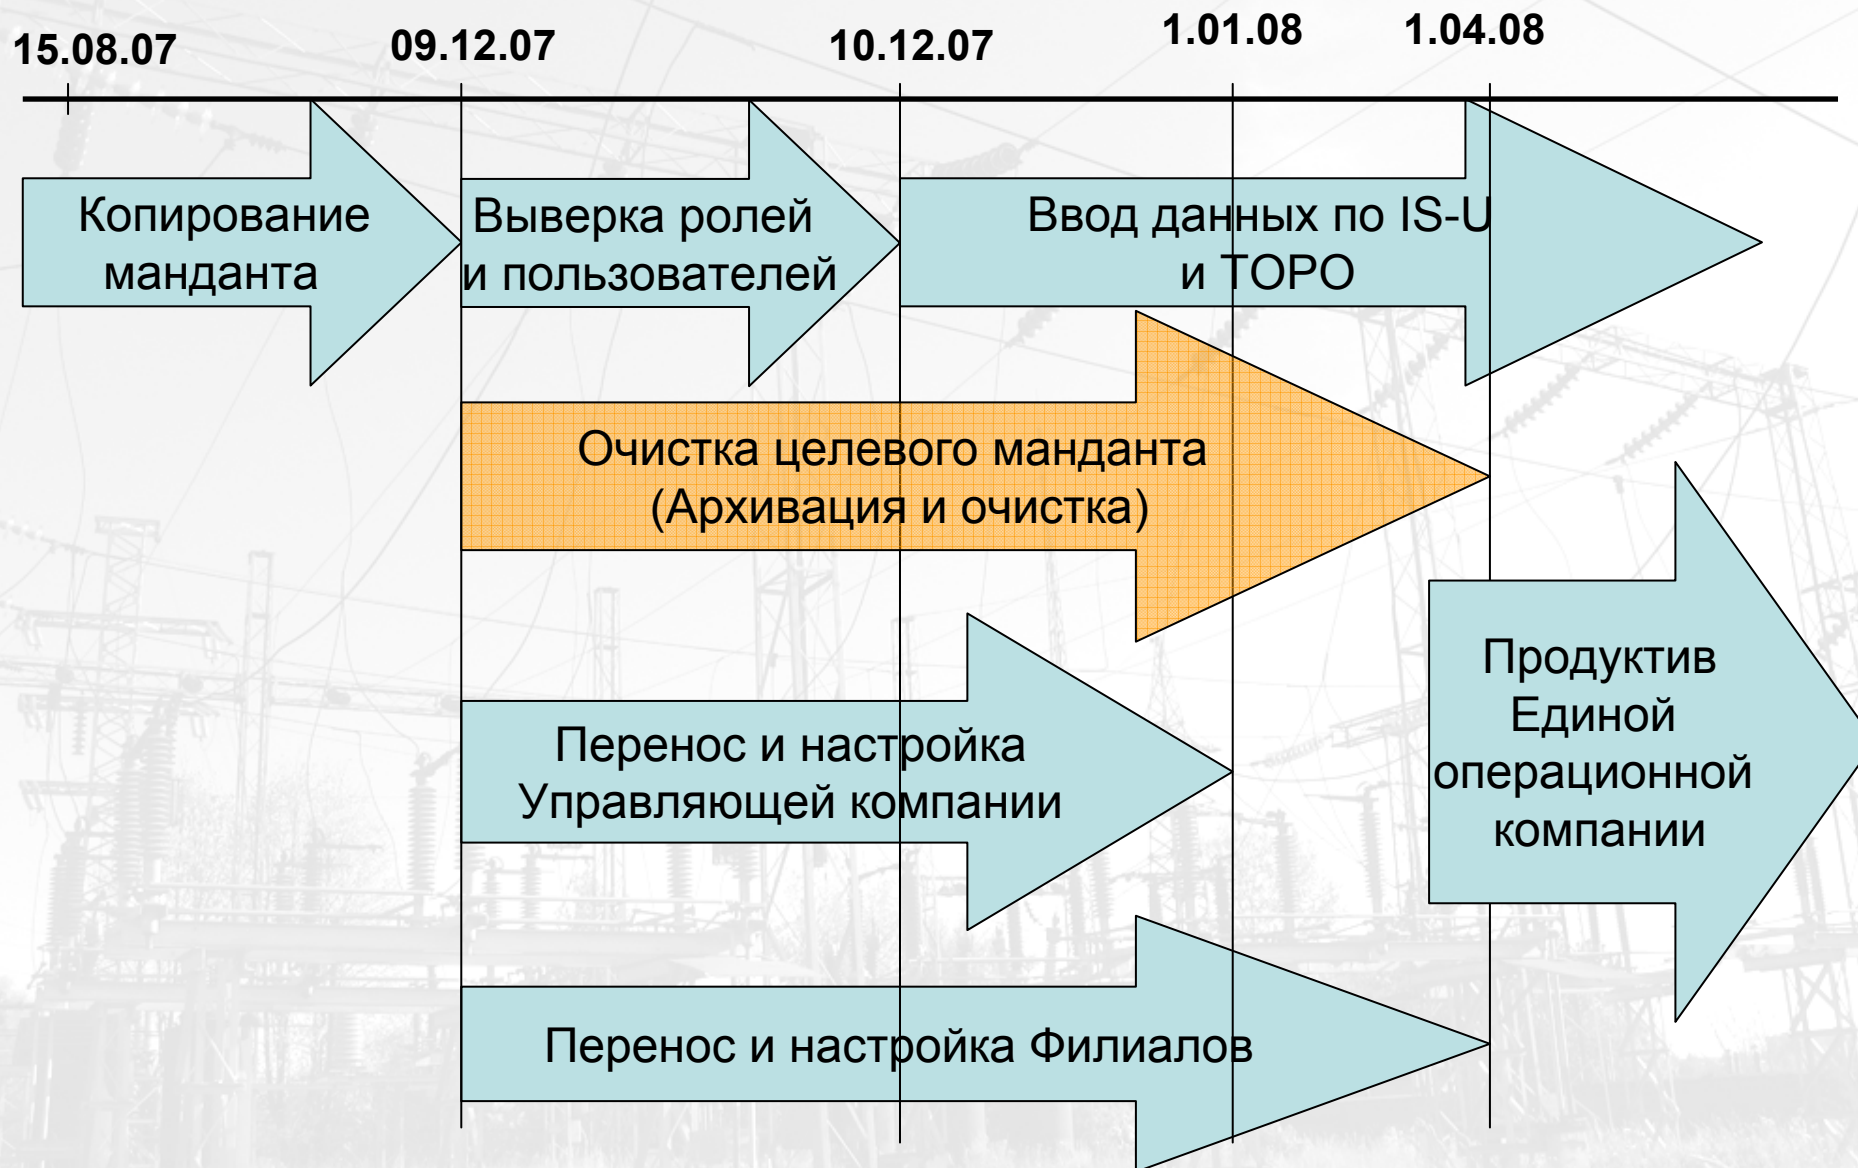 15.08.07
09.12.07
10.12.07
1.01.08
1.04.08
Копирование
манданта
Выверка ролей
и пользователей
Ввод данных по IS-U
и ТОРО
Очистка целевого манданта
(Архивация и очистка)
Перенос и настройка
Управляющей компании
Продуктив
Единой
операционной
компании
Перенос и настройка Филиалов